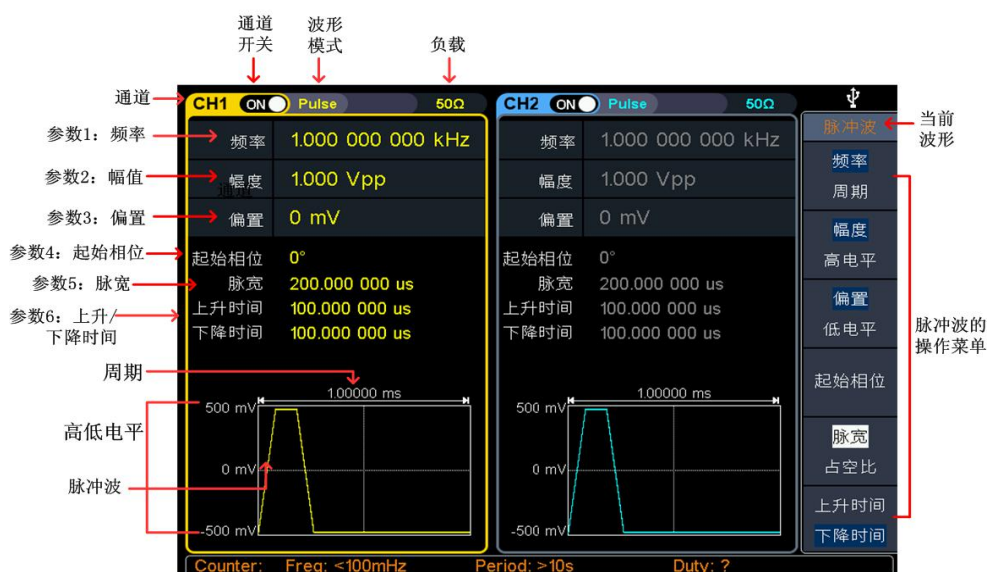 通道
开关
波形
模式
负载
通道
CH1 ON Pulse 50Ω
CH2 ON Pulse 50Ω
脉冲波
当前
波形
参数1：频率
频率 1.000 000 000 kHz
频率 1.000 000 000 kHz
频率
周期
参数2：幅值
幅度 1.000 Vpp
通道
幅度 1.000 Vpp
幅度
高电平
参数3：偏置
偏置 0 mV
偏置 0 mV
偏置
低电平
参数4：起始相位
起始相位 0°
起始相位 0°
参数5：脉宽
脉宽 200.000 000 us
脉宽 200.000 000 us
参数6：上升/
下降时间
上升时间 100.000 000 us
上升时间 100.000 000 us
下降时间 100.000 000 us
下降时间 100.000 000 us
脉冲波的
操作菜单
起始相位
周期
1.00000 ms
1.00000 ms
500 mV
500 mV
高低电平
脉宽
占空比
0 mV
0 mV
脉冲波
上升时间
下降时间
-500 mV
-500 mV
Counter: Freq: <100mHz Period: >10s Duty: ?